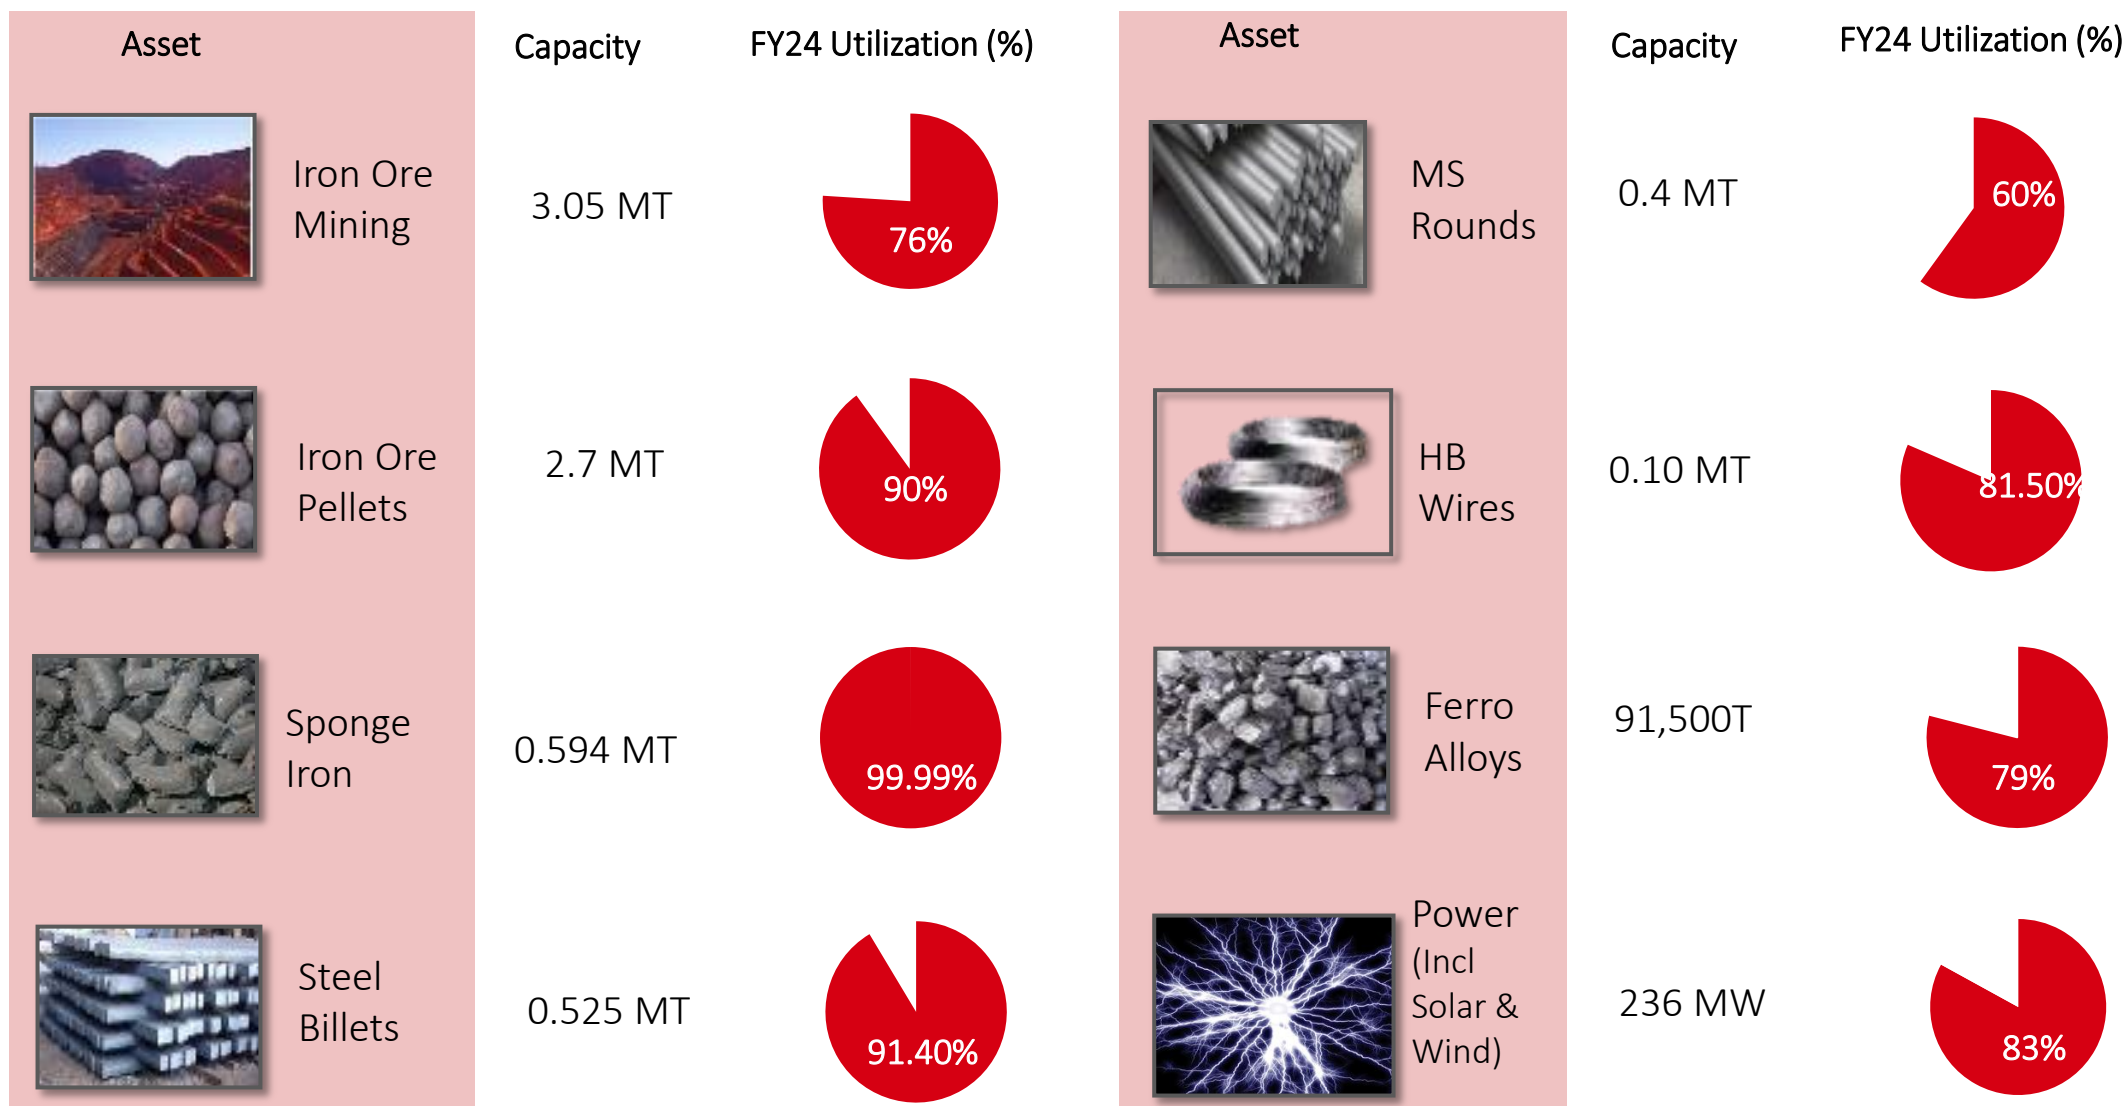 Asset
Capacity
FY24 Utilization (%)
Iron Ore
Mining
3.05 MT
76%
Iron Ore
Pellets
2.7 MT
90%
Sponge
Iron
0.594 MT
99.99%
Steel
Billets
0.525 MT
91.40%
Asset
Capacity
FY24 Utilization (%)
MS
Rounds
0.4 MT
60%
HB
Wires
0.10 MT
81.50%
Ferro
Alloys
91,500T
79%
Power
(Incl
Solar &
Wind)
236 MW
83%